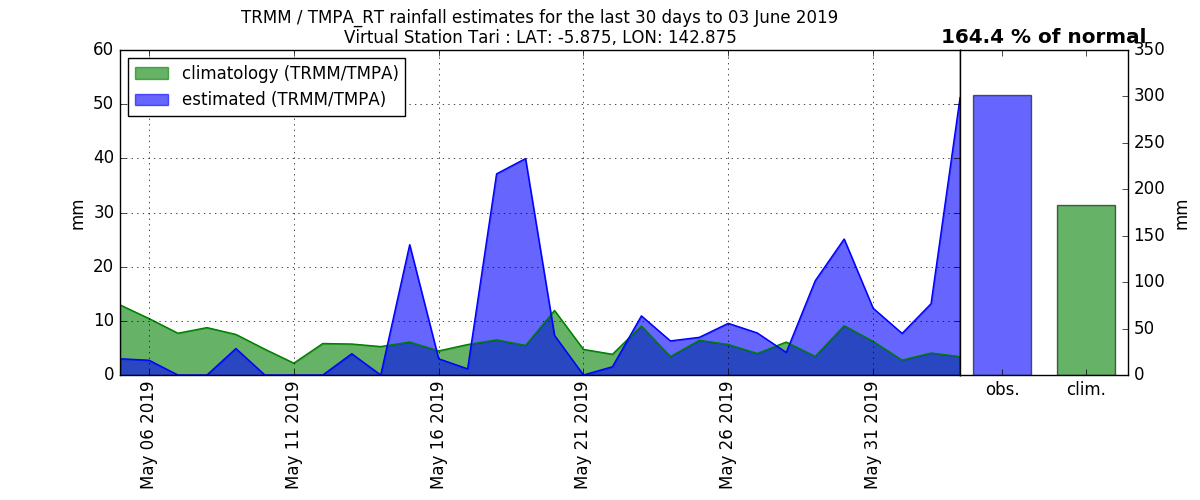 TRMM / TMPA_RT rainfall estimates for the last 30 days to 03 June 2019
Virtual Station Tari : LAT: -5.875, LON: 142.875
164.4 % of normal
climatology (TRMM/TMPA)
estimated (TRMM/TMPA)
60
50
40
30
20
10
0
mm
May 06 2019
May 11 2019
May 16 2019
May 21 2019
May 26 2019
May 31 2019
obs.
clim.
350
300
250
200
150
100
50
0
mm